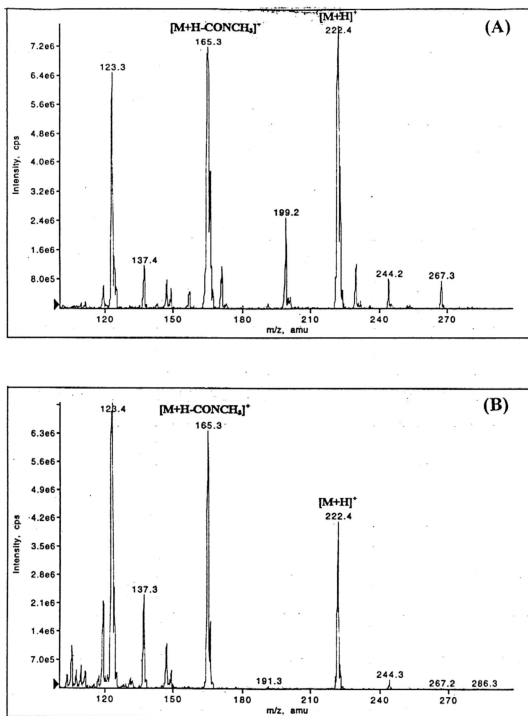 [M+H]⁺
(A)
[M+H-CONCH₃]⁺
222.4
7.2e6
165.3
6.4e6
123.3
5.6e6
4.8e6
4.0e6
3.2e6
199.2
2.4e6
1.6e6
137.4
244.2
267.3
8.0e5
Intensity, cps
120
150
180
210
240
270
m/z, amu
(B)
123.4
[M+H-CONCH₃]⁺
165.3
6.3e6
5.6e6
4.9e6
[M+H]⁺
4.2e6
222.4
3.5e6
2.8e6
137.3
2.1e6
1.4e6
7.0e5
191.3
244.3
267.2
286.3
Intensity, cps
120
150
180
210
240
270
m/z, amu